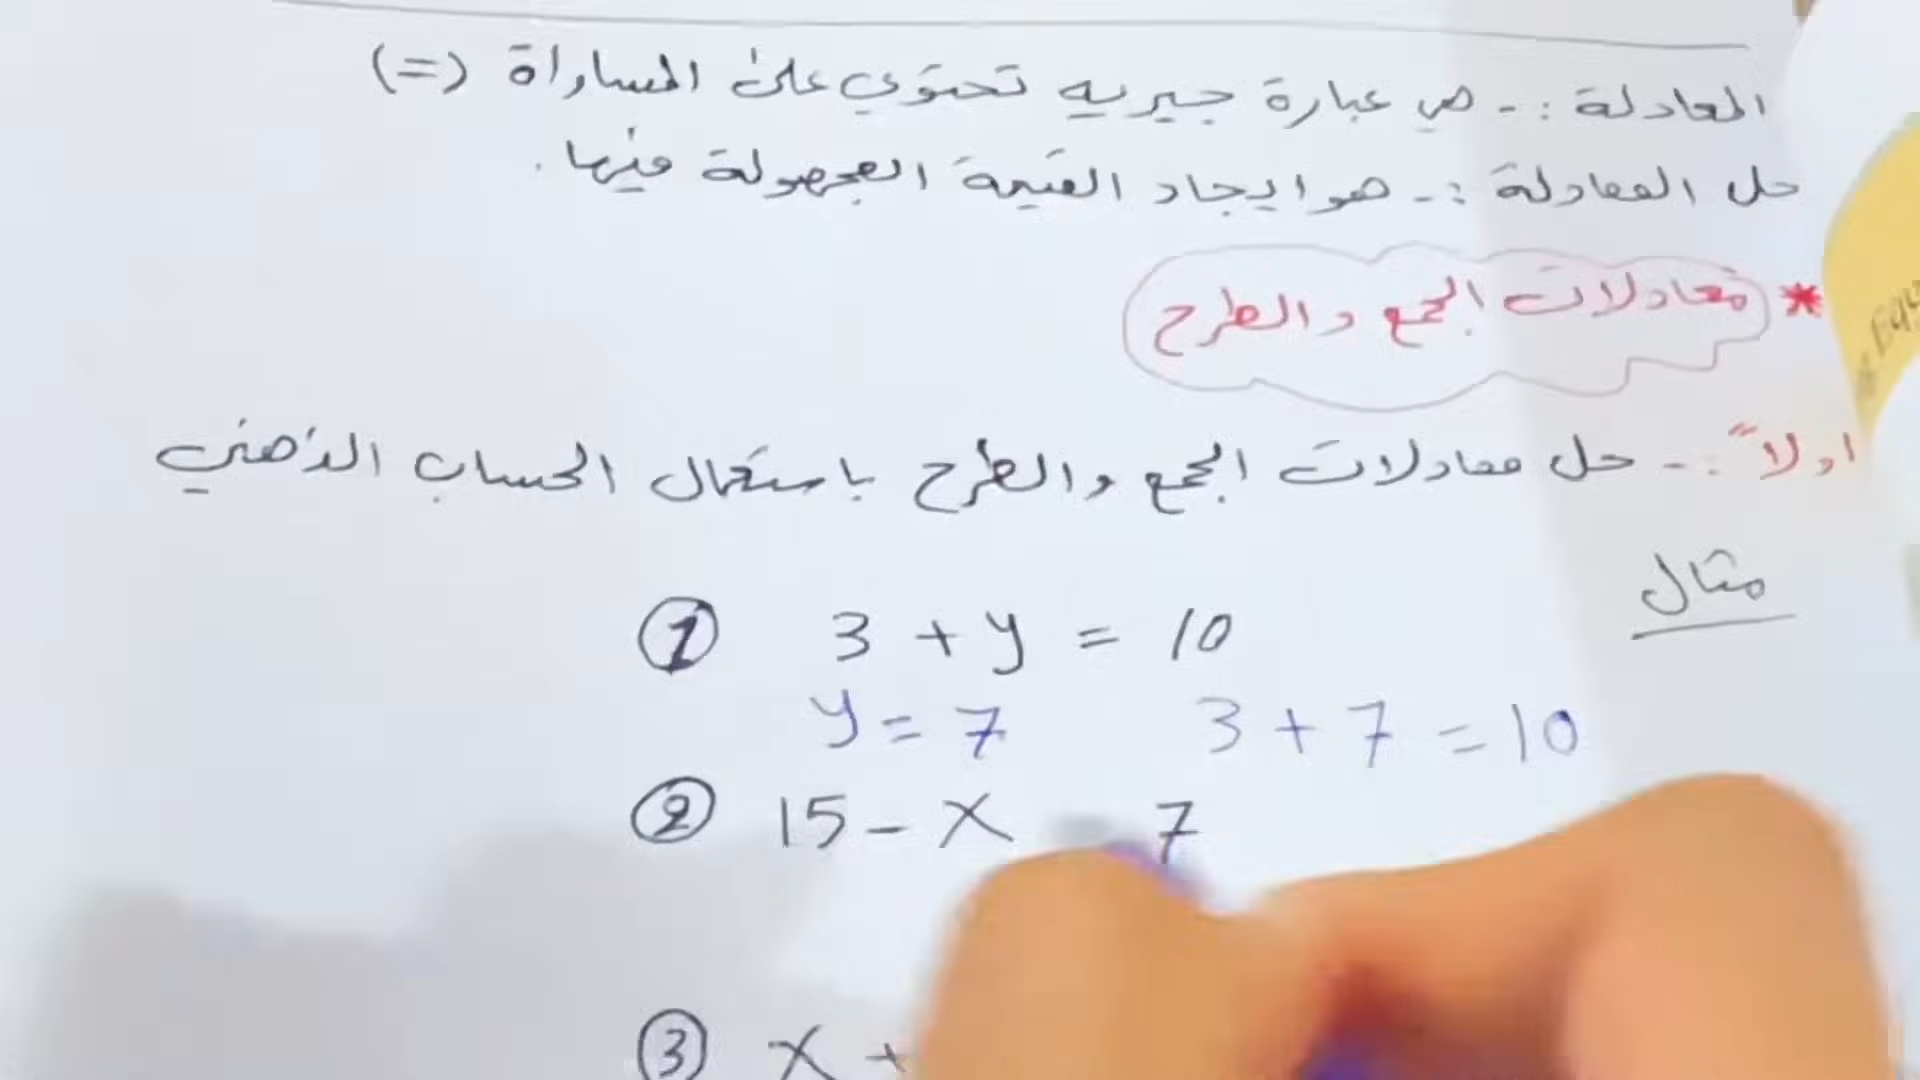 المعادلة :- هي عبارة جبريه تحتوي على المساواة (=)
حل المعادلة :- هو ايجاد القيمة المجهولة فيها.
* معادلات الجمع والطرح
اولاً :- حل معادلات الجمع والطرح باستعمال الحساب الذهني
مثال
① 3 + y = 10
y = 7 3 + 7 = 10
② 15 - x 7
③ x +